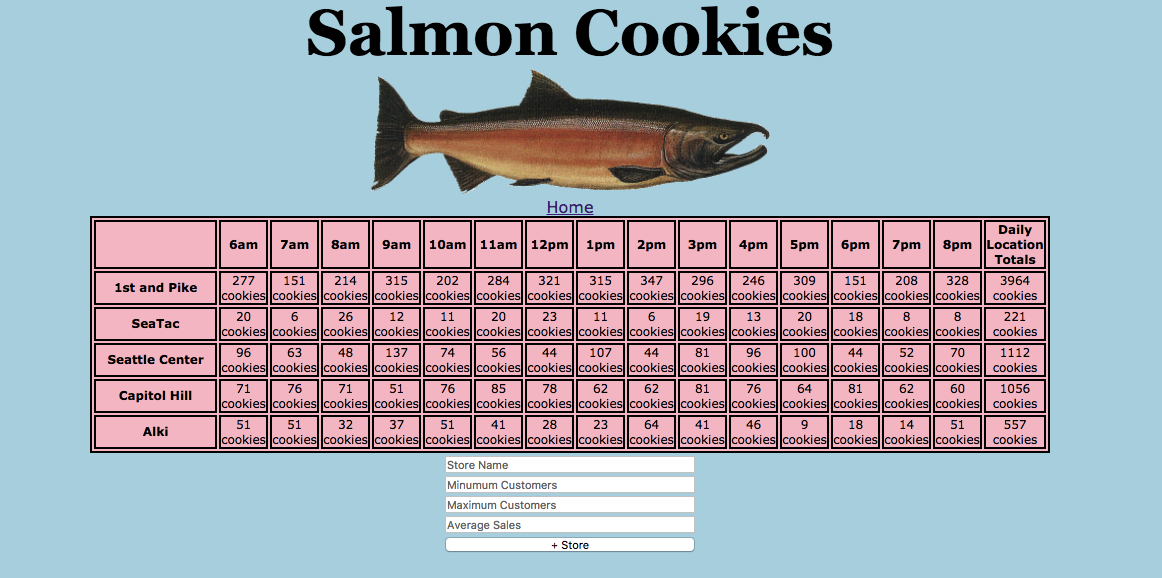 Salmon Cookies
Home
6am 7am 8am 9am 10am 11am 12pm 1pm 2pm 3pm 4pm 5pm 6pm 7pm 8pm Daily Location Totals
1st and Pike 277 cookies 151 cookies 214 cookies 315 cookies 202 cookies 284 cookies 321 cookies 315 cookies 347 cookies 296 cookies 246 cookies 309 cookies 151 cookies 208 cookies 328 cookies 3964 cookies
SeaTac 20 cookies 6 cookies 26 cookies 12 cookies 11 cookies 20 cookies 23 cookies 11 cookies 6 cookies 19 cookies 13 cookies 20 cookies 18 cookies 8 cookies 8 cookies 221 cookies
Seattle Center 96 cookies 63 cookies 48 cookies 137 cookies 74 cookies 56 cookies 44 cookies 107 cookies 44 cookies 81 cookies 96 cookies 100 cookies 44 cookies 52 cookies 70 cookies 1112 cookies
Capitol Hill 71 cookies 76 cookies 71 cookies 51 cookies 76 cookies 85 cookies 78 cookies 62 cookies 62 cookies 81 cookies 76 cookies 64 cookies 81 cookies 62 cookies 60 cookies 1056 cookies
Alki 51 cookies 51 cookies 32 cookies 37 cookies 51 cookies 41 cookies 28 cookies 23 cookies 64 cookies 41 cookies 46 cookies 9 cookies 18 cookies 14 cookies 51 cookies 557 cookies
Store Name
Minumum Customers
Maximum Customers
Average Sales
+ Store